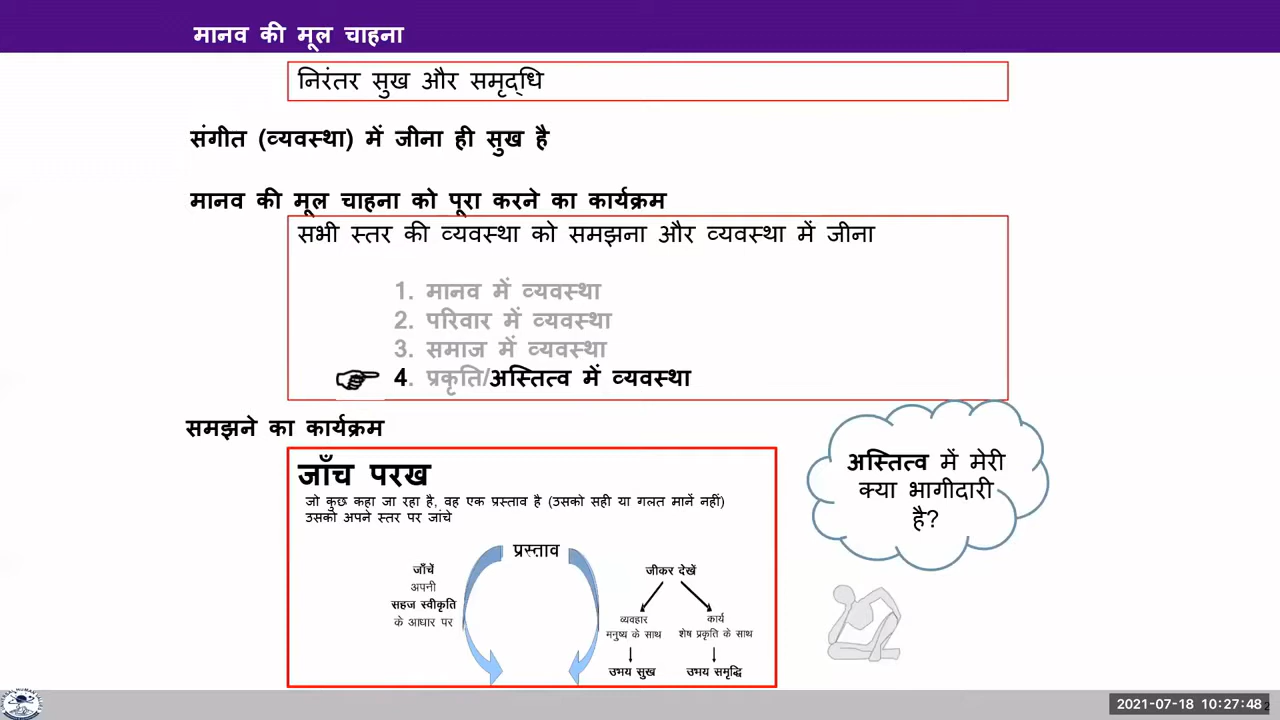 मानव की मूल चाहना
निरंतर सुख और समृद्धि
संगीत (व्यवस्था) में जीना ही सुख है
मानव की मूल चाहना को पूरा करने का कार्यक्रम
सभी स्तर की व्यवस्था को समझना और व्यवस्था में जीना
1. मानव में व्यवस्था
2. परिवार में व्यवस्था
3. समाज में व्यवस्था
4. प्रकृति/अस्तित्व में व्यवस्था
समझने का कार्यक्रम
जाँच परख
जो कुछ कहा जा रहा है, वह एक प्रस्ताव है (उसको सही या गलत मानें नहीं)
उसको अपने स्तर पर जांचे
प्रस्ताव
जाँचें
अपनी
सहज स्वीकृति
के आधार पर
जीकर देखें
व्यवहार
मनुष्य के साथ
कार्य
शेष प्रकृति के साथ
उभय सुख
उभय समृद्धि
अस्तित्व में मेरी
क्या भागीदारी
है?
2021-07-18 10:27:48